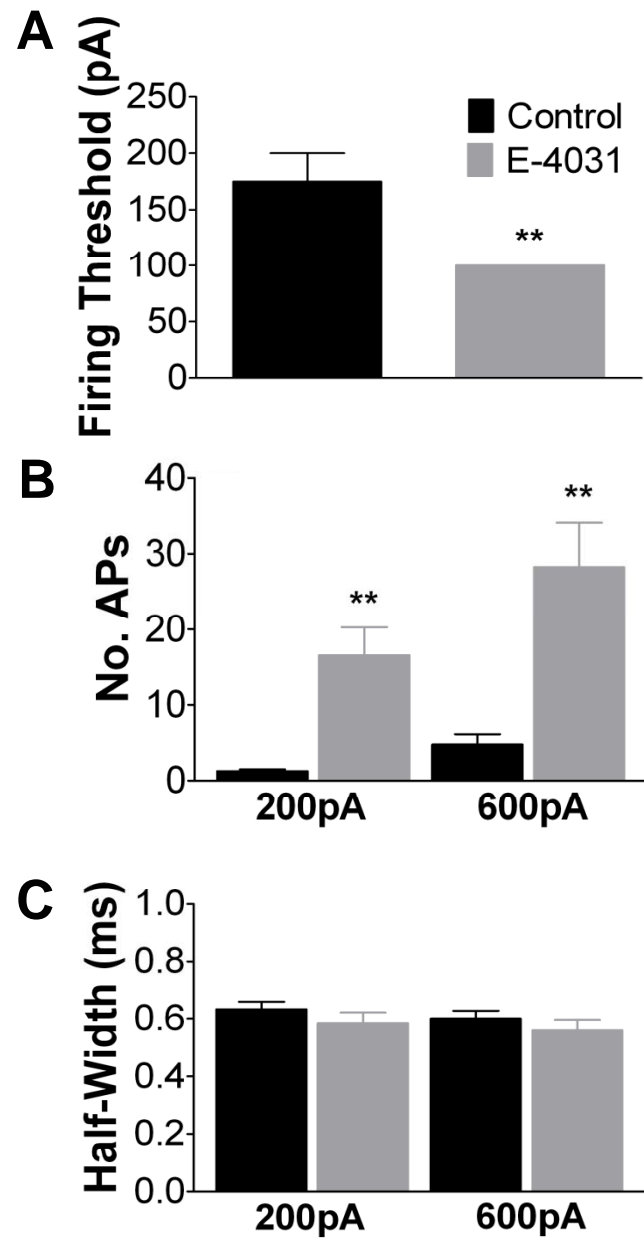 A
Firing Threshold (pA)
250
200
150
100
50
0
Control
E-4031
**
B
No. APs
40
30
20
10
0
**
**
200pA
600pA
C
Half-Width (ms)
1.0
0.8
0.6
0.4
0.2
0.0
200pA
600pA